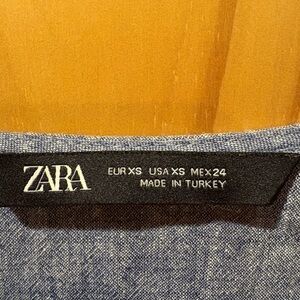 ZARA
EUR XS USA XS MEX 24
MADE IN TURKEY